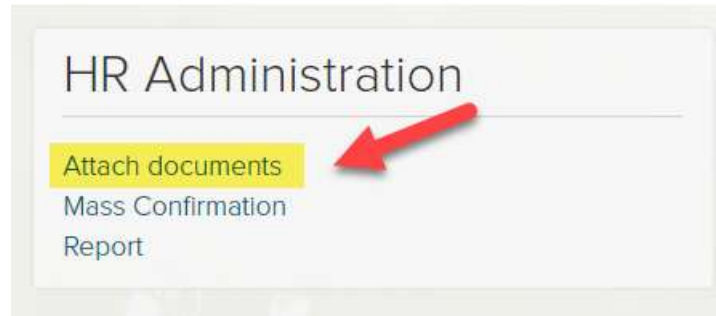 HR Administration
Attach documents
Mass Confirmation
Report